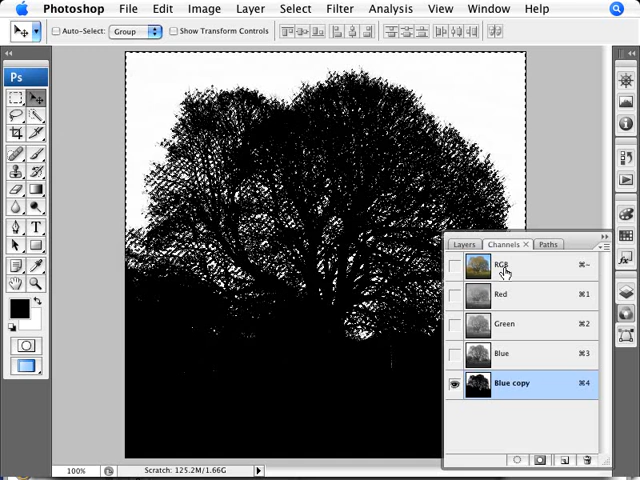 Photoshop File Edit Image Layer Select Filter Analysis View Window Help
Auto-Select: Group Show Transform Controls
Ps
Layers Channels × Paths
RGB ⌘~
Red ⌘1
Green ⌘2
Blue ⌘3
Blue copy ⌘4
100% Scratch: 125.2M/1.66G